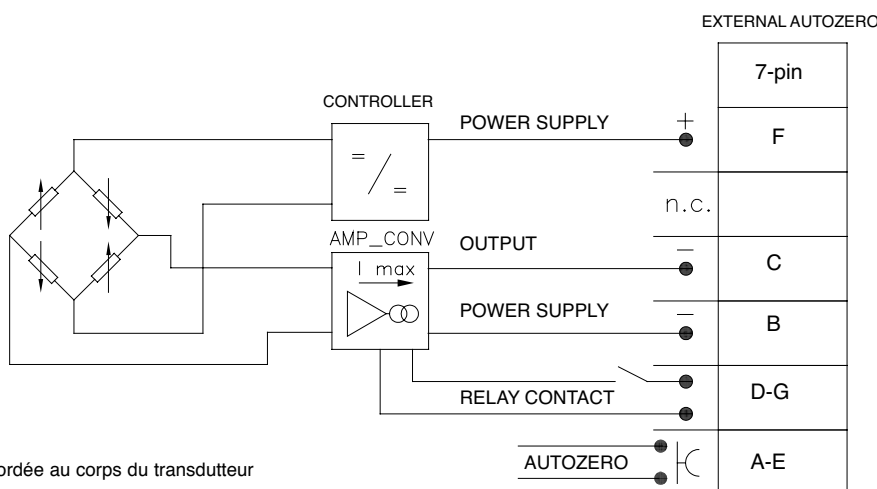 EXTERNAL AUTOZERO
7-pin
CONTROLLER
POWER SUPPLY
+
F
=
/
=
n.c.
AMP_CONV
OUTPUT
−
C
I max
POWER SUPPLY
−
B
RELAY CONTACT
D-G
AUTOZERO
A-E
ordée au corps du transdutteur